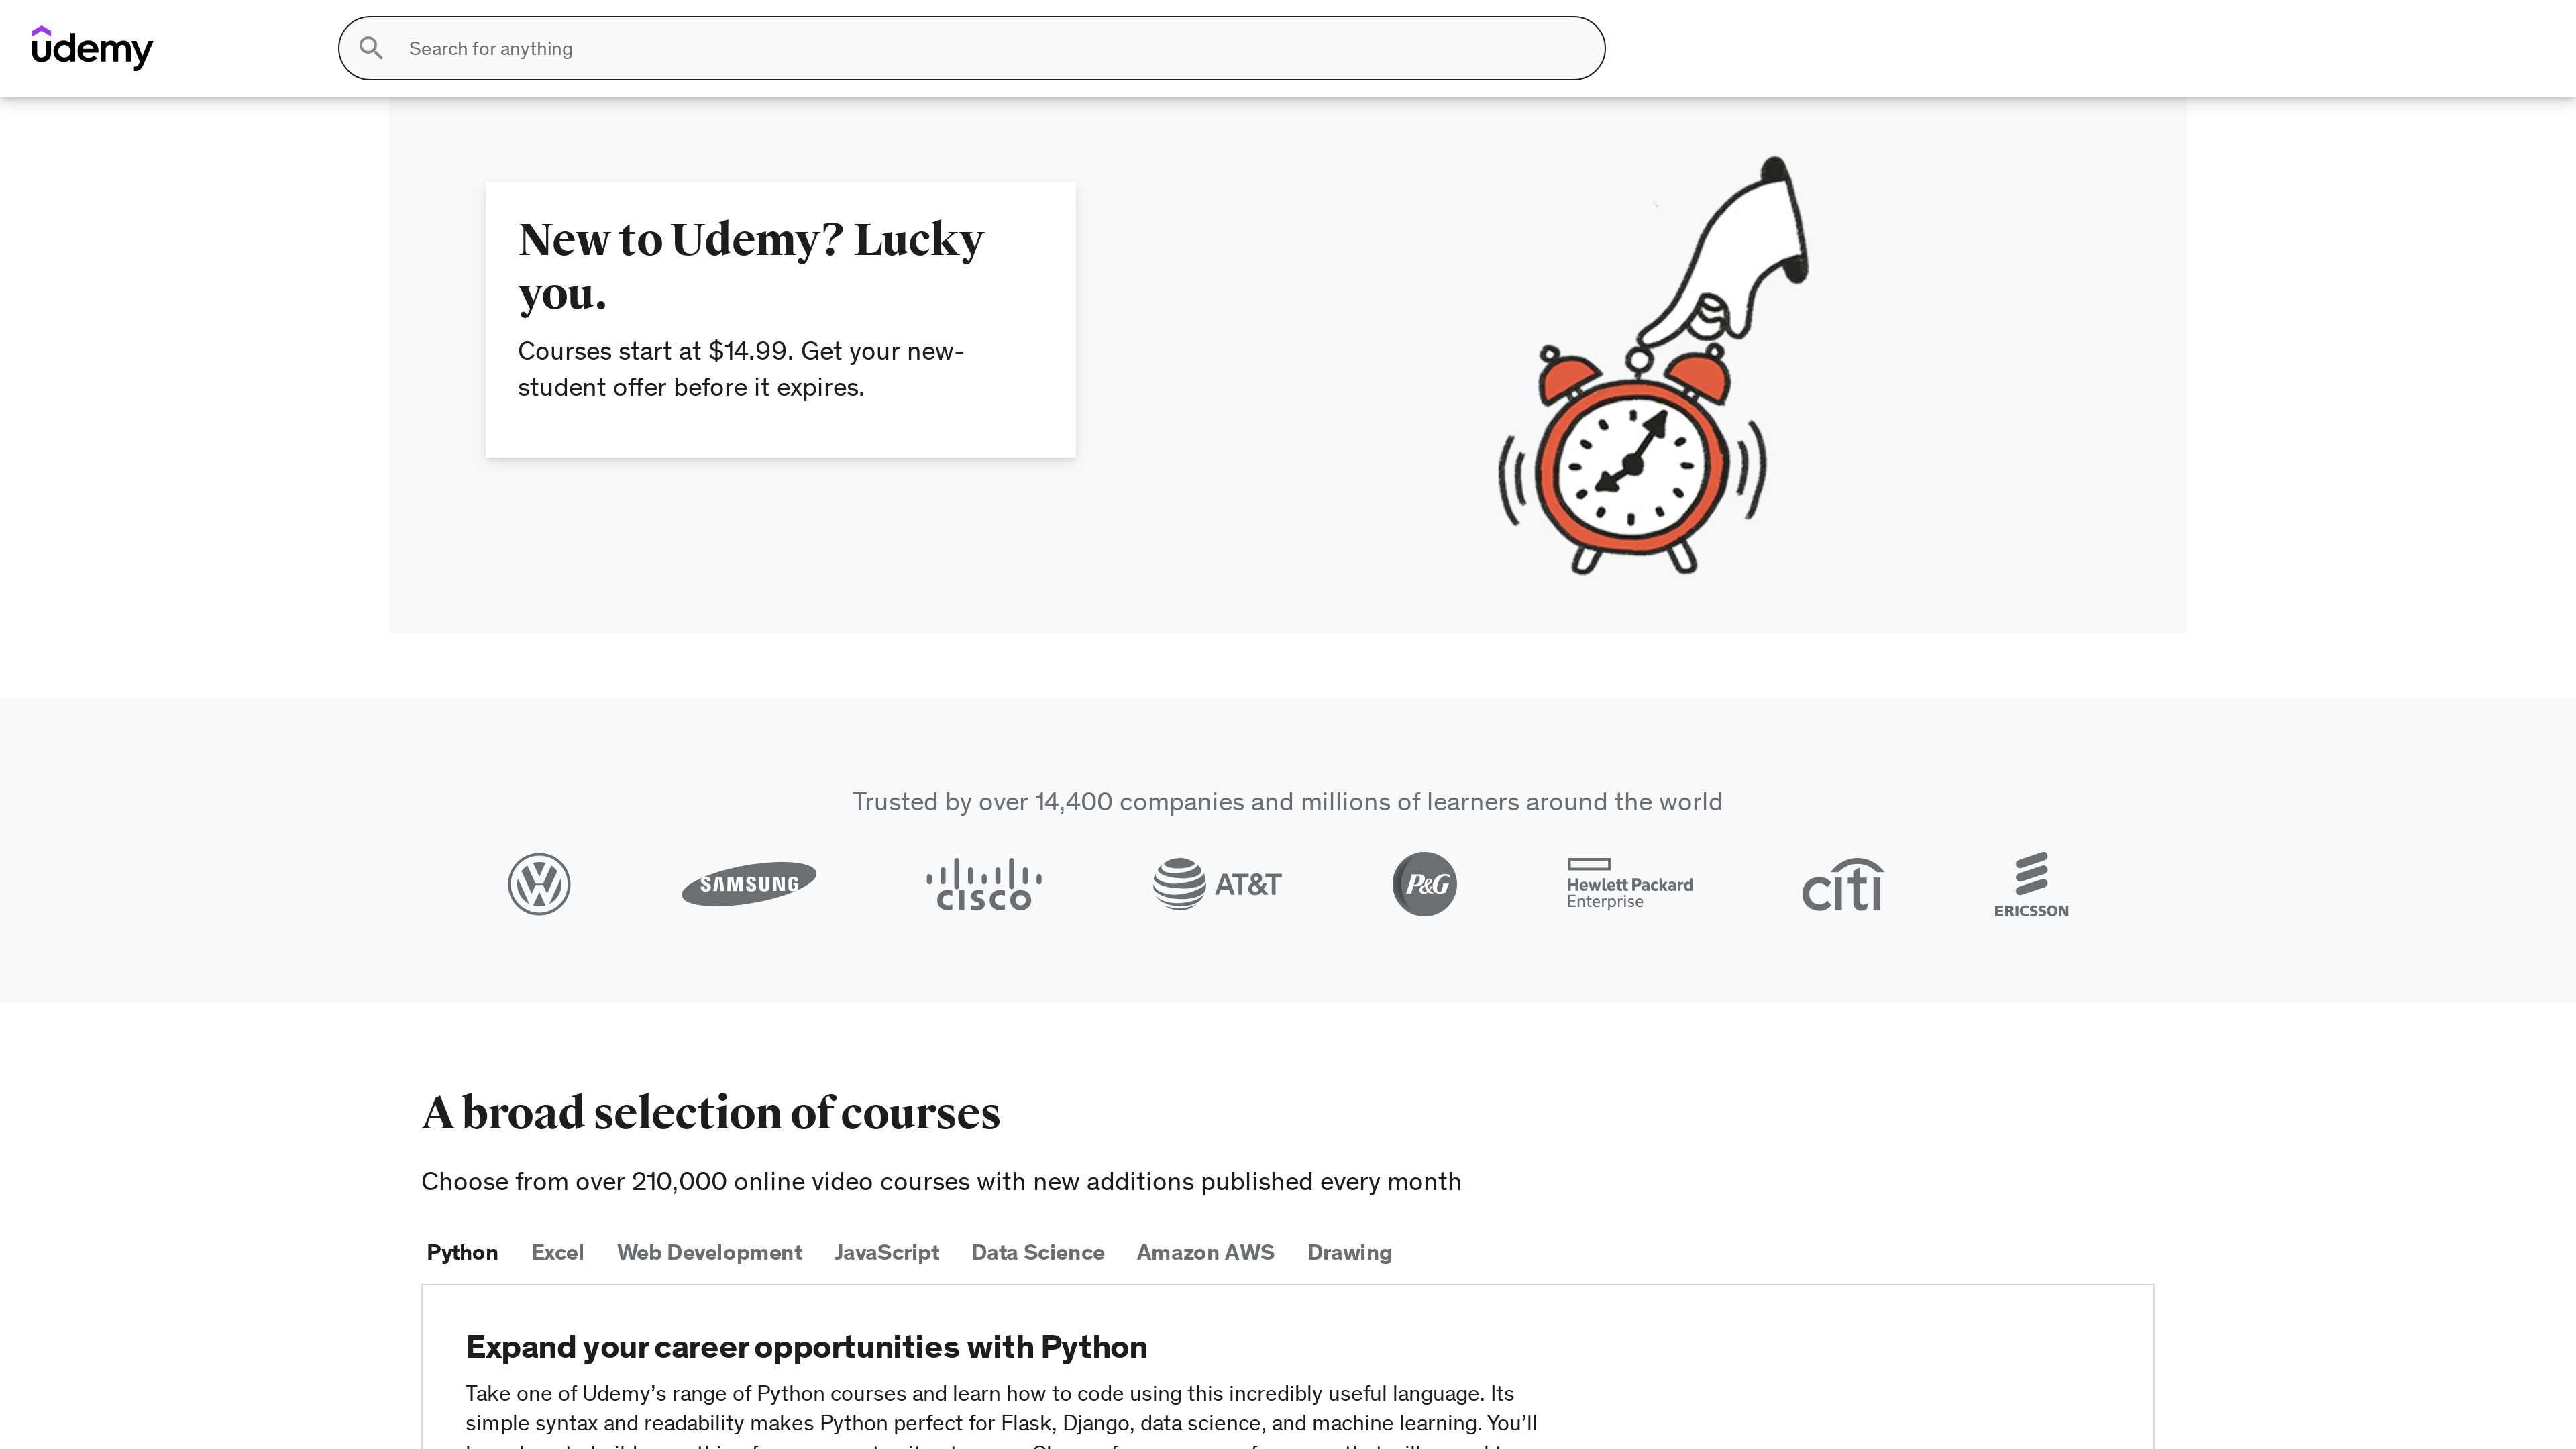 udemy
Search for anything
New to Udemy? Lucky
you.
Courses start at $14.99. Get your new-
student offer before it expires.
Trusted by over 14,400 companies and millions of learners around the world
SAMSUNG
CISCO
AT&T
P&G
Hewlett Packard
Enterprise
citi
ERICSSON
A broad selection of courses
Choose from over 210,000 online video courses with new additions published every month
Python Excel Web Development JavaScript Data Science Amazon AWS Drawing
Expand your career opportunities with Python
Take one of Udemy’s range of Python courses and learn how to code using this incredibly useful language. Its
simple syntax and readability makes Python perfect for Flask, Django, data science, and machine learning. You’ll